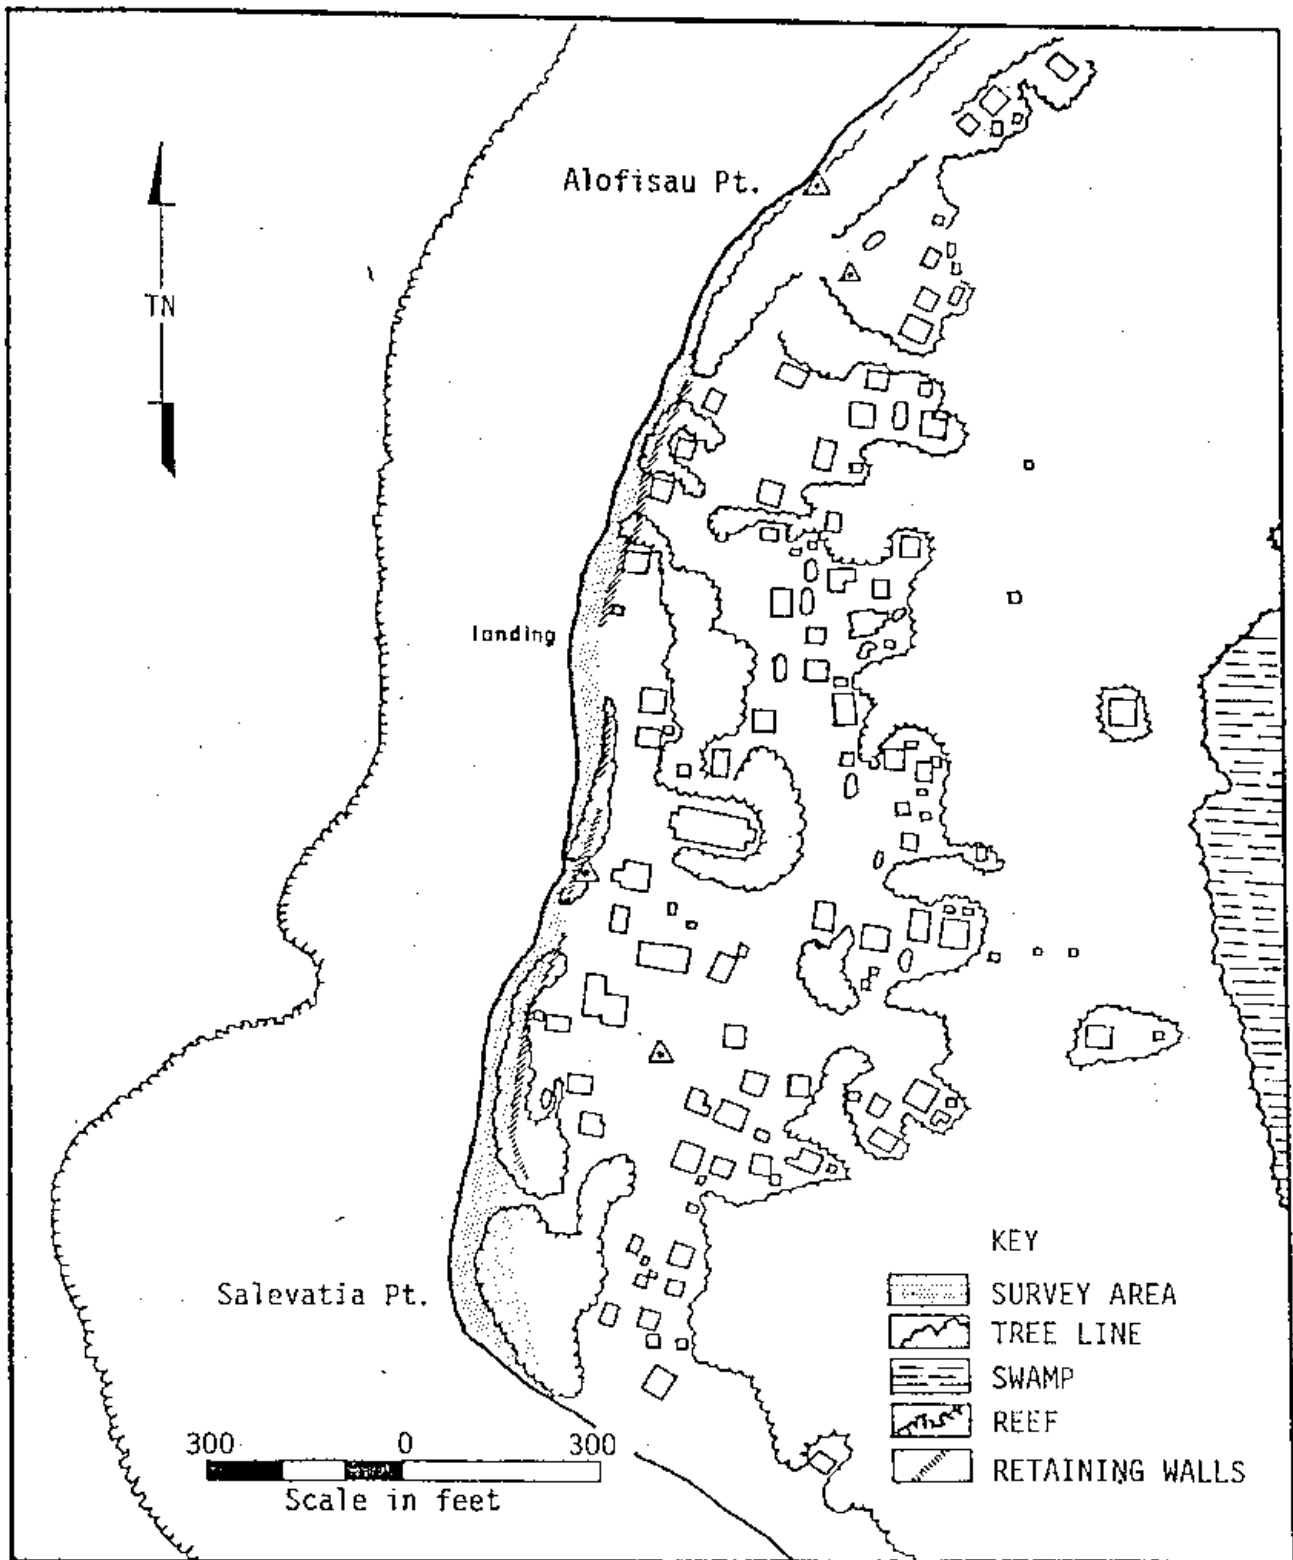 Alofisau Pt.
TN
landing
Salevatia Pt.
KEY
SURVEY AREA
TREE LINE
SWAMP
REEF
RETAINING WALLS
300 0 300
Scale in feet